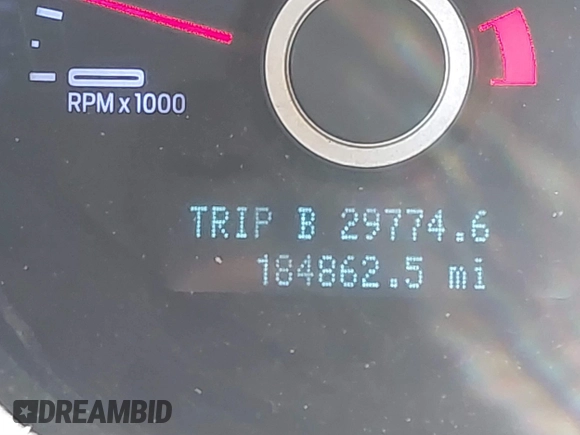 RPM x 1000
TRIP B 29774.6
184862.5 mi
DREAMBID